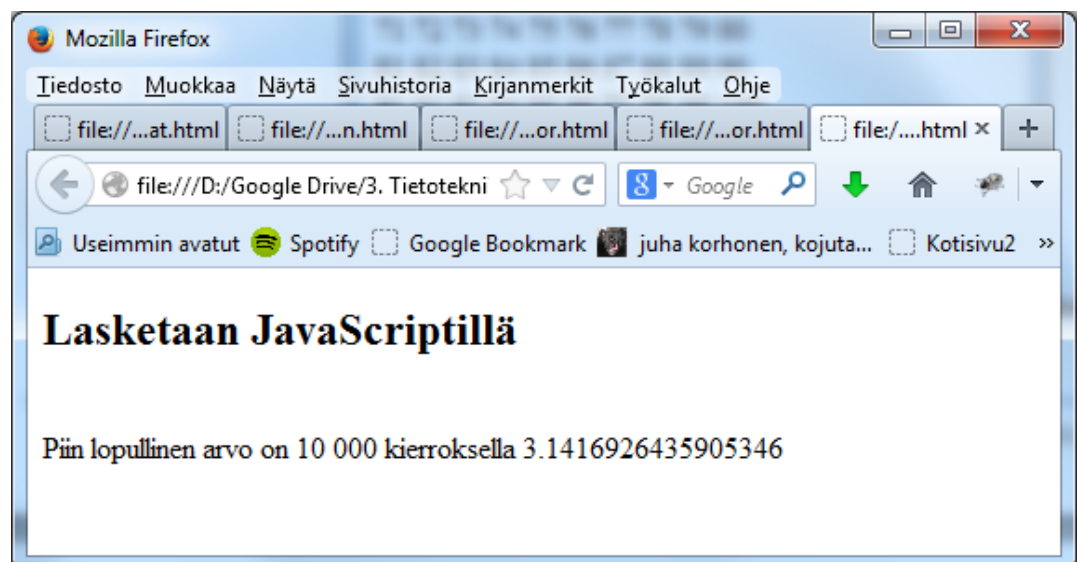 Mozilla Firefox
Tiedosto Muokkaa Näytä Sivuhistoria Kirjanmerkit Työkalut Ohje
file://...at.html file://...n.html file://...or.html file://...or.html file:/....html × +
file:///D:/Google Drive/3. Tietotekni 8 Google
Useimmin avatut Spotify Google Bookmark juha korhonen, kojuta... Kotisivu2 »
Lasketaan JavaScriptillä
Piin lopullinen arvo on 10 000 kierroksella 3.1416926435905346